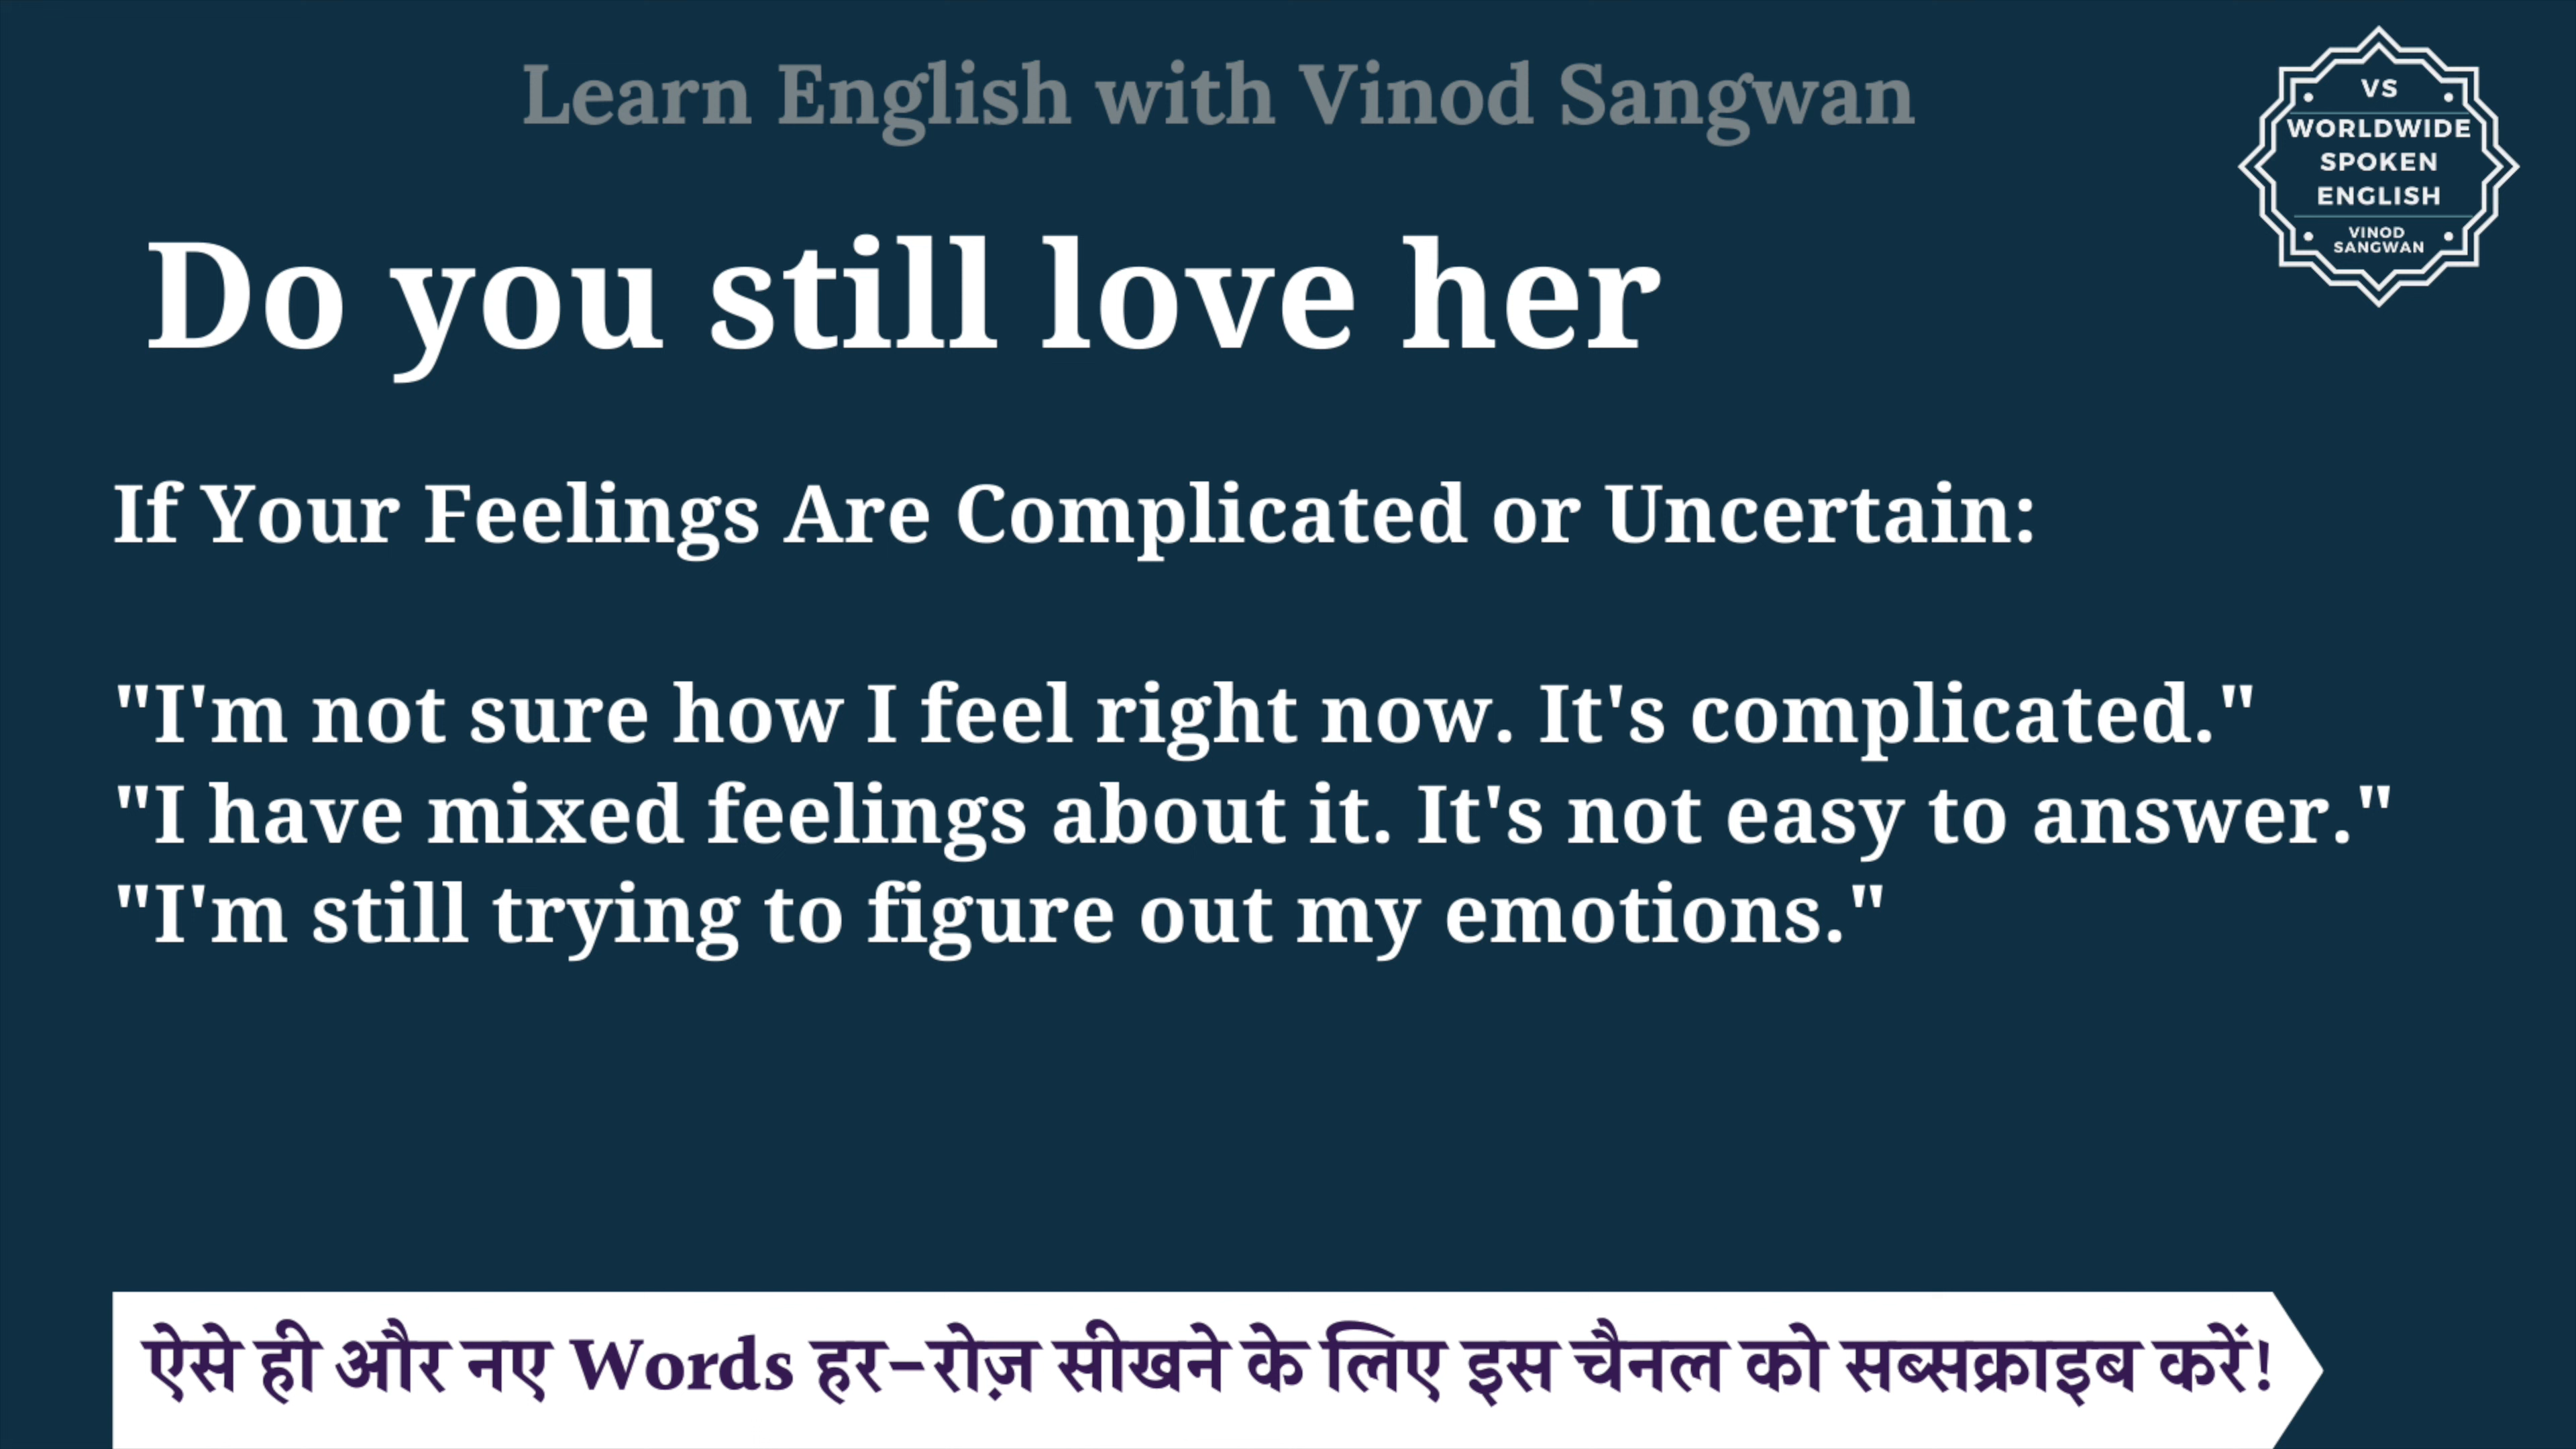 Learn English with Vinod Sangwan
VS
WORLDWIDE
SPOKEN
ENGLISH
VINOD
SANGWAN
Do you still love her
If Your Feelings Are Complicated or Uncertain:
"I'm not sure how I feel right now. It's complicated."
"I have mixed feelings about it. It's not easy to answer."
"I'm still trying to figure out my emotions."
ऐसे ही और नए Words हर-रोज़ सीखने के लिए इस चैनल को सब्सक्राइब करें!